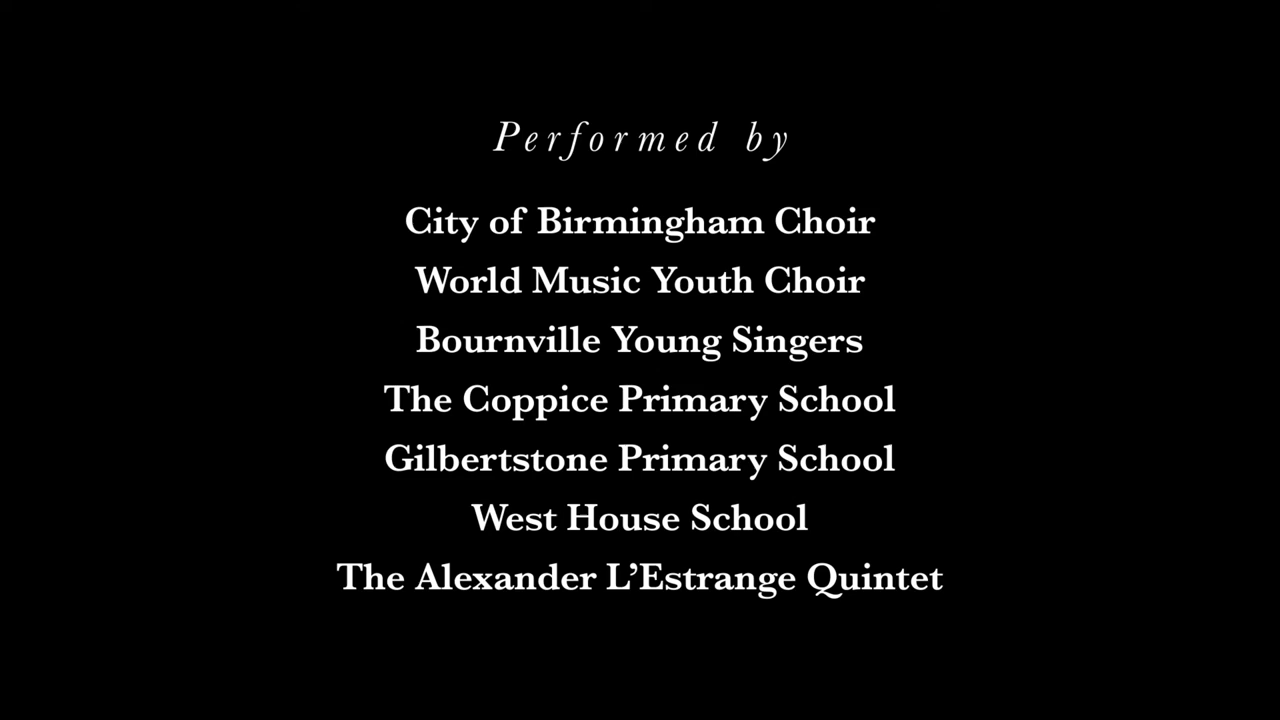 Performed by
City of Birmingham Choir
World Music Youth Choir
Bournville Young Singers
The Coppice Primary School
Gilbertstone Primary School
West House School
The Alexander L’Estrange Quintet